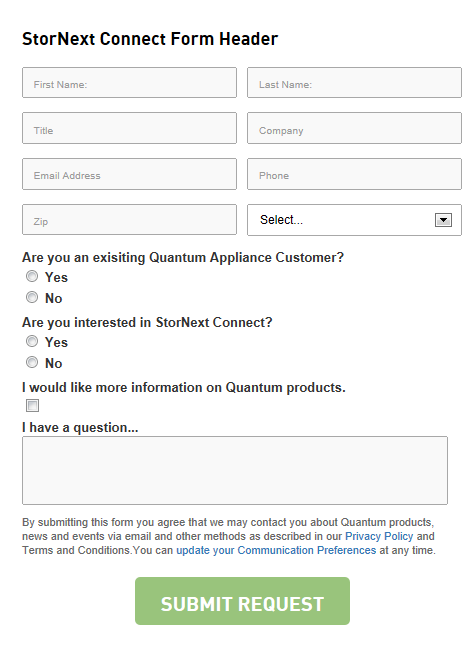 StorNext Connect Form Header
First Name: Last Name:
Title Company
Email Address Phone
Zip Select...
Are you an exisiting Quantum Appliance Customer?
Yes
No
Are you interested in StorNext Connect?
Yes
No
I would like more information on Quantum products.
I have a question...
By submitting this form you agree that we may contact you about Quantum products,
news and events via email and other methods as described in our Privacy Policy and
Terms and Conditions.You can update your Communication Preferences at any time.
SUBMIT REQUEST